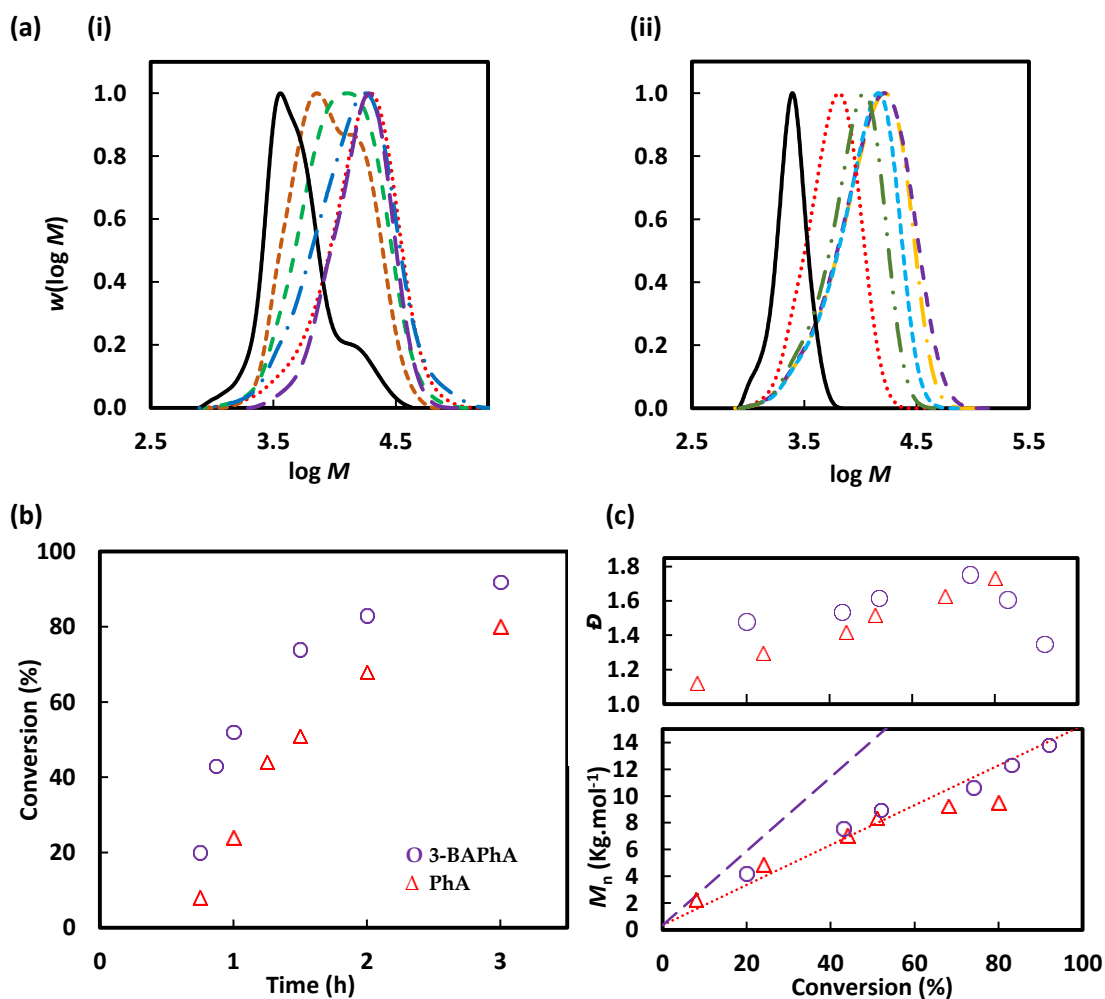 (a) (i) (ii)
1.0
0.8
0.6
0.4
0.2
0.0
w(log M)
2.5 3.5 4.5
log M
1.0
0.8
0.6
0.4
0.2
0.0
2.5 3.5 4.5 5.5
log M
(b)
100
80
60
40
20
0
Conversion (%)
3-BAPhA
PhA
0 1 2 3
Time (h)
(c)
1.8
1.6
1.4
1.2
1.0
Đ
14
12
10
8
6
4
2
0
Mn (Kg.mol-1)
0 20 40 60 80 100
Conversion (%)